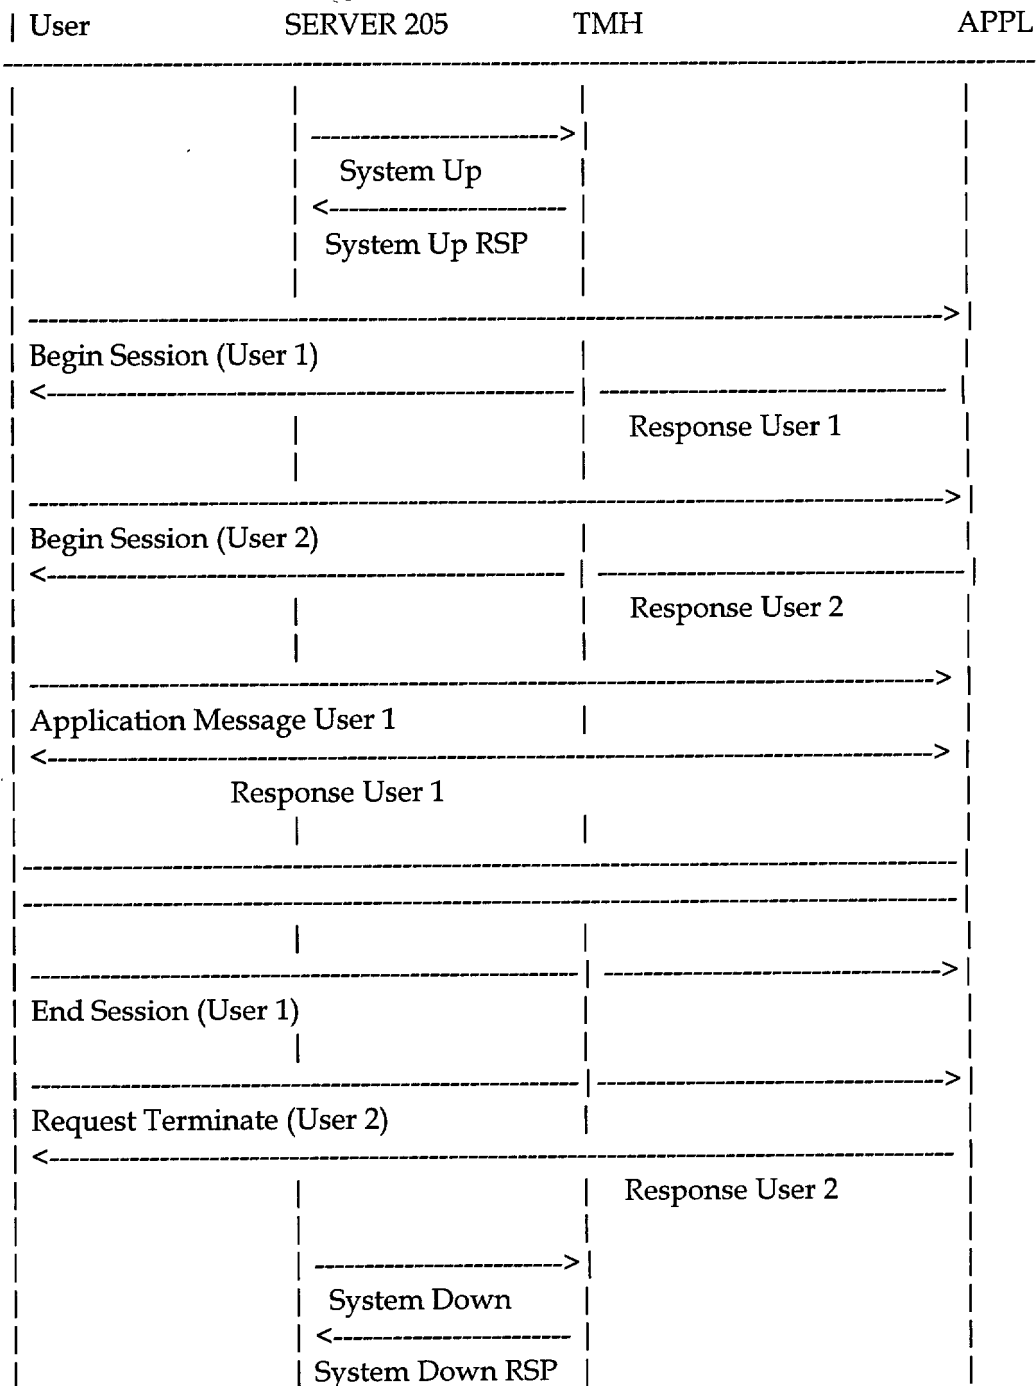 User SERVER 205 TMH APPL
System Up
System Up RSP
Begin Session (User 1)
Response User 1
Begin Session (User 2)
Response User 2
Application Message User 1
Response User 1
End Session (User 1)
Request Terminate (User 2)
Response User 2
System Down
System Down RSP